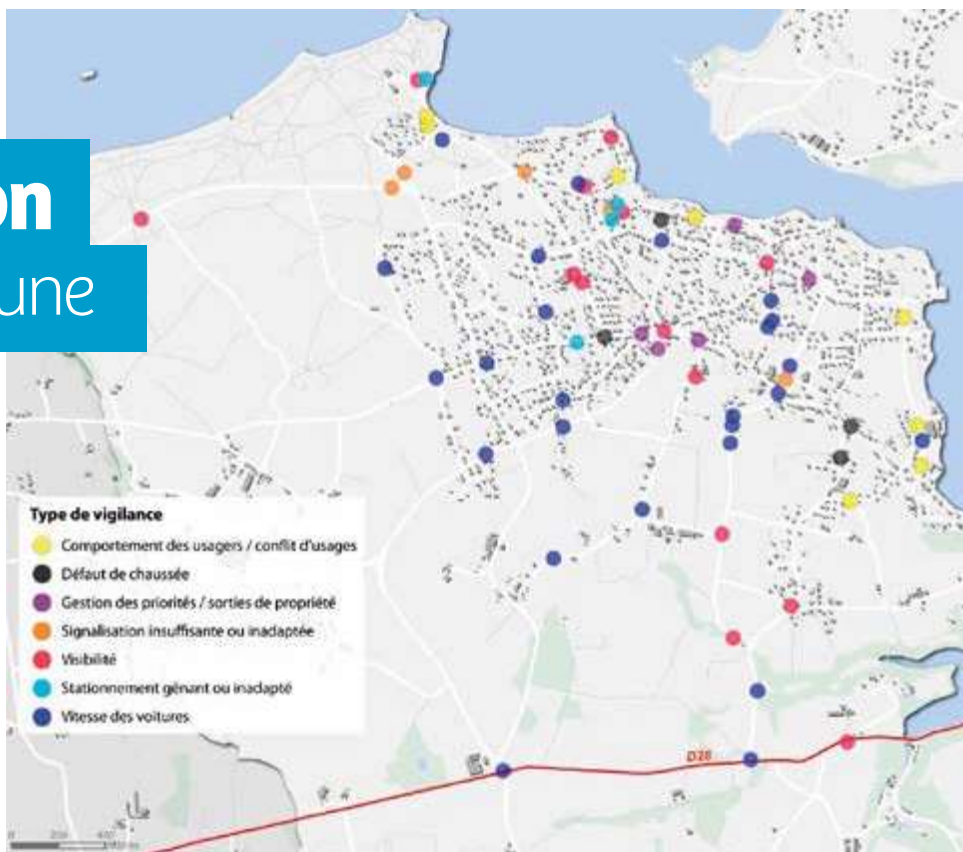 on
une
Type de vigilance
Comportement des usagers / conflit d'usages
Défaut de chaussée
Gestion des priorités / sorties de propriété
Signalisation insuffisante ou inadaptée
Visibilité
Stationnement gênant ou inadapté
Vitesse des voitures
D28
0